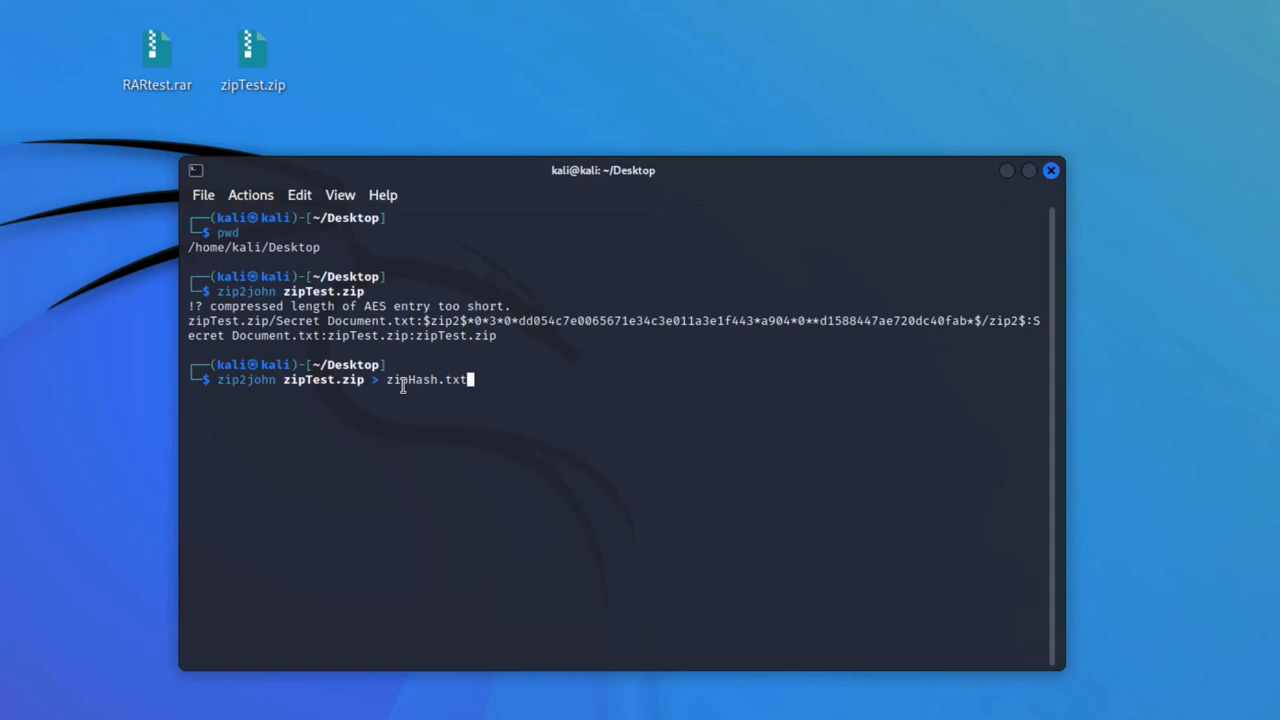 RARtest.rar zipTest.zip
kali@kali: ~/Desktop
File Actions Edit View Help
┌──(kali㉿kali)-[~/Desktop]
└─$ pwd
/home/kali/Desktop
┌──(kali㉿kali)-[~/Desktop]
└─$ zip2john zipTest.zip
!? compressed length of AES entry too short.
zipTest.zip/Secret Document.txt:$zip2$*0*3*0*dd054c7e0065671e34c3e011a3e1f443*a904*0**d1588447ae720dc40fab*$/zip2$:S
ecret Document.txt:zipTest.zip:zipTest.zip
┌──(kali㉿kali)-[~/Desktop]
└─$ zip2john zipTest.zip > zipHash.txt